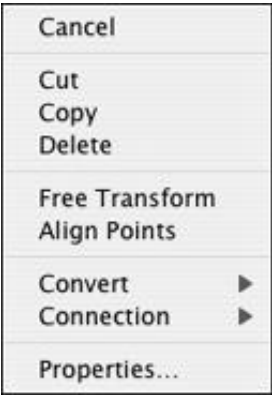 Cancel
Cut
Copy
Delete
Free Transform
Align Points
Convert
Connection
Properties...